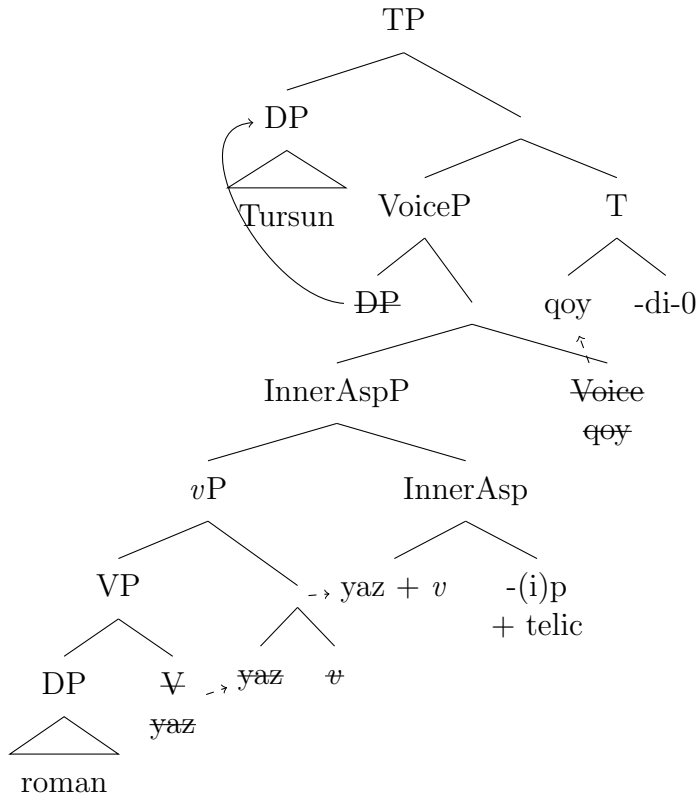 TP
DP
Tursun
VoiceP
T
DP
qoy
-di-0
InnerAspP
Voice
qoy
vP
InnerAsp
VP
yaz + v
-(i)p
+ telic
DP
V
yaz
yaz
v
roman